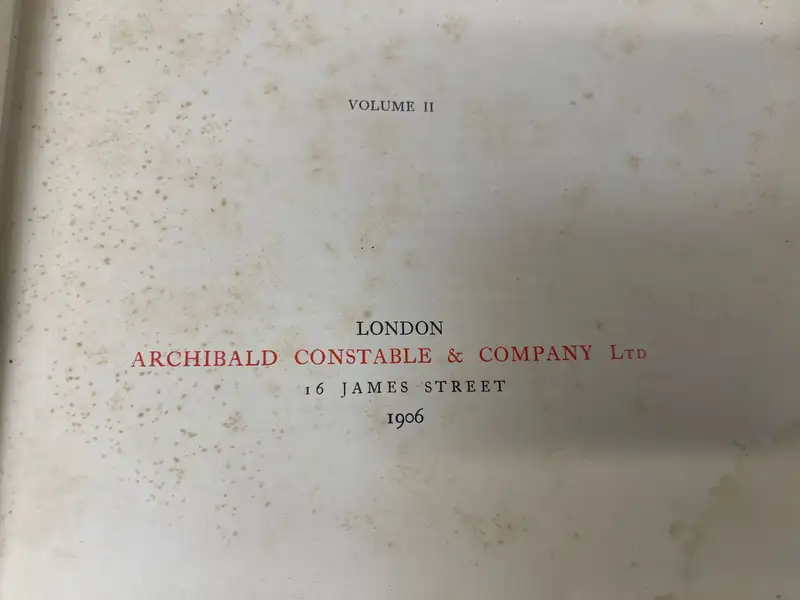 VOLUME II
LONDON
ARCHIBALD CONSTABLE & COMPANY LTD
16 JAMES STREET
1906